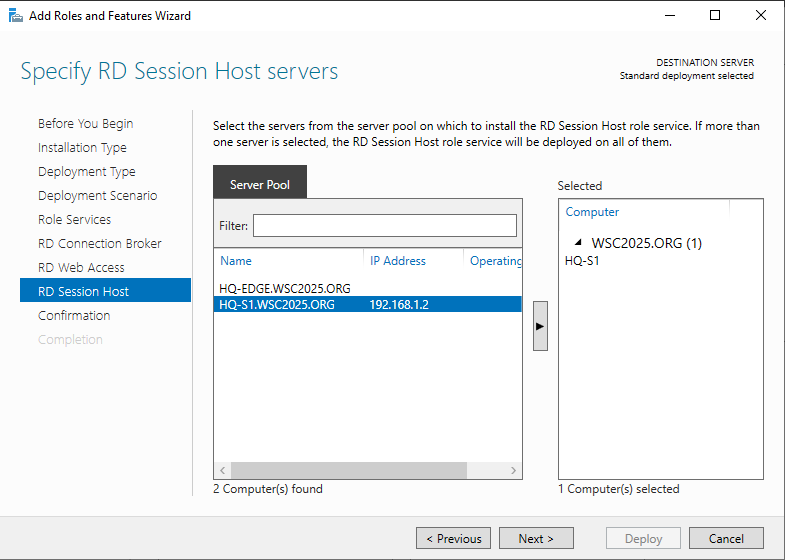 Add Roles and Features Wizard
Specify RD Session Host servers
DESTINATION SERVER
Standard deployment selected
Before You Begin
Installation Type
Deployment Type
Deployment Scenario
Role Services
RD Connection Broker
RD Web Access
RD Session Host
Confirmation
Completion
Select the servers from the server pool on which to install the RD Session Host role service. If more than
one server is selected, the RD Session Host role service will be deployed on all of them.
Server Pool
Filter:
Name IP Address Operating
HQ-EDGE.WSC2025.ORG
HQ-S1.WSC2025.ORG 192.168.1.2
2 Computer(s) found
Selected
Computer
WSC2025.ORG (1)
HQ-S1
1 Computer(s) selected
< Previous Next > Deploy Cancel